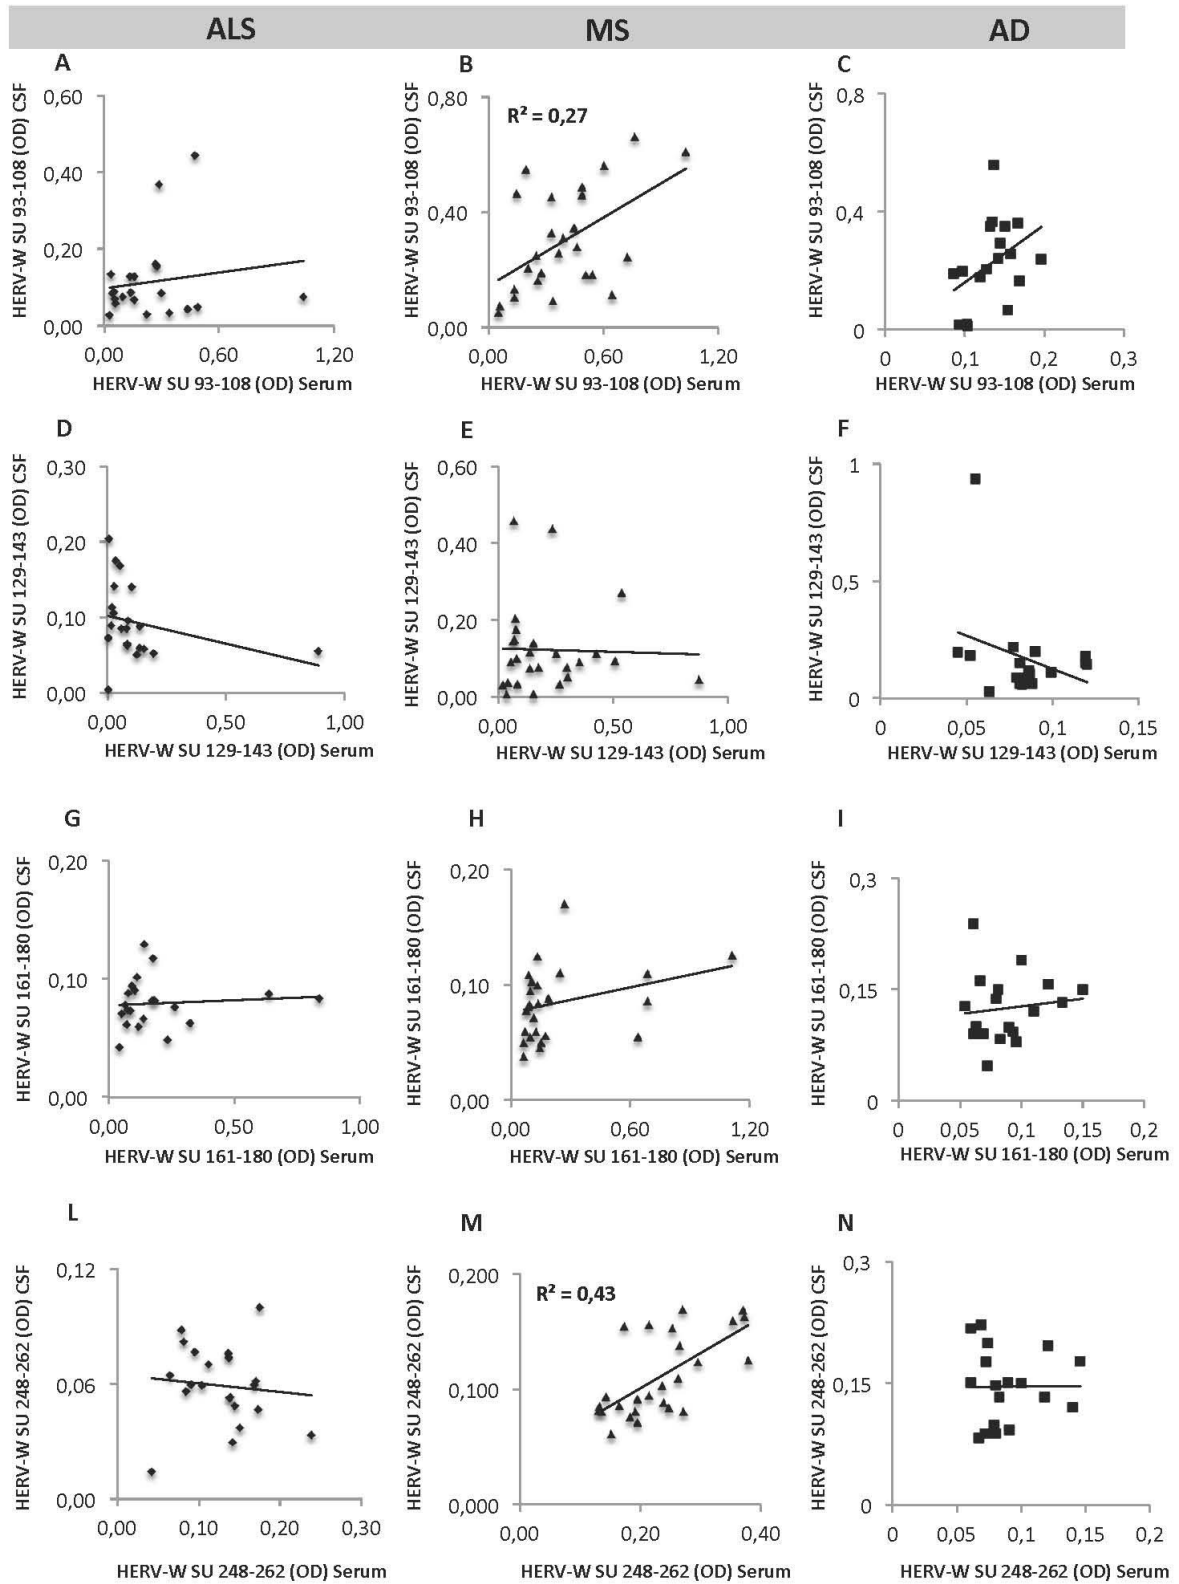 ALS MS AD
A B C
HERV-W SU 93-108 (OD) CSF
0,60
0,40
0,20
0,00
0,00 0,60 1,20
HERV-W SU 93-108 (OD) Serum
HERV-W SU 93-108 (OD) CSF
R² = 0,27
0,80
0,40
0,00
0,00 0,60 1,20
HERV-W SU 93-108 (OD) Serum
HERV-W SU 93-108 (OD) CSF
0,8
0,4
0
0 0,1 0,2 0,3
HERV-W SU 93-108 (OD) Serum
D E F
HERV-W SU 129-143 (OD) CSF
0,30
0,20
0,10
0,00
0,00 0,50 1,00
HERV-W SU 129-143 (OD) Serum
HERV-W SU 129-143 (OD) CSF
0,60
0,40
0,20
0,00
0,00 0,50 1,00
HERV-W SU 129-143 (OD) Serum
HERV-W SU 129-143 (OD) CSF
1
0,5
0
0 0,05 0,1 0,15
HERV-W SU 129-143 (OD) Serum
G H I
HERV-W SU 161-180 (OD) CSF
0,20
0,10
0,00
0,00 0,50 1,00
HERV-W SU 161-180 (OD) Serum
HERV-W SU 161-180 (OD) CSF
0,20
0,10
0,00
0,00 0,60 1,20
HERV-W SU 161-180 (OD) Serum
HERV-W SU 161-180 (OD) CSF
0,3
0,15
0
0 0,05 0,1 0,15 0,2
HERV-W SU 161-180 (OD) Serum
L M N
HERV-W SU 248-262 (OD) CSF
0,12
0,06
0,00
0,00 0,10 0,20 0,30
HERV-W SU 248-262 (OD) Serum
HERV-W SU 248-262 (OD) CSF
R² = 0,43
0,200
0,100
0,000
0,00 0,20 0,40
HERV-W SU 248-262 (OD) Serum
HERV-W SU 248-262 (OD) CSF
0,3
0,15
0
0 0,05 0,1 0,15 0,2
HERV-W SU 248-262 (OD) Serum